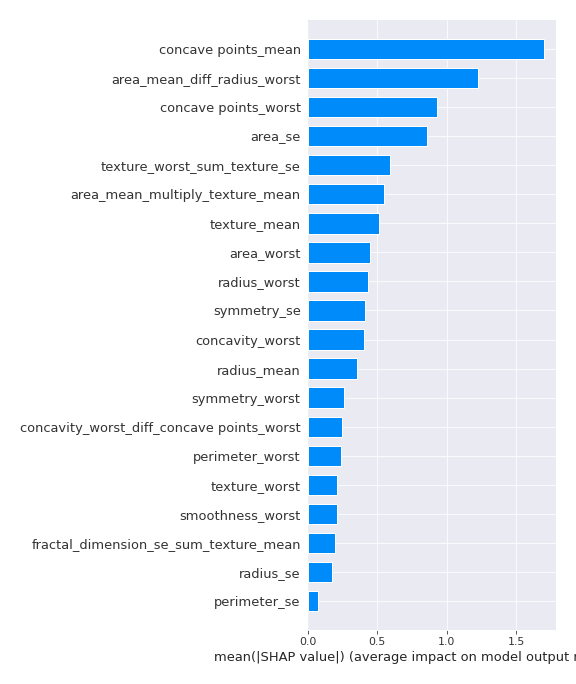 concave points_mean
area_mean_diff_radius_worst
concave points_worst
area_se
texture_worst_sum_texture_se
area_mean_multiply_texture_mean
texture_mean
area_worst
radius_worst
symmetry_se
concavity_worst
radius_mean
symmetry_worst
concavity_worst_diff_concave points_worst
perimeter_worst
texture_worst
smoothness_worst
fractal_dimension_se_sum_texture_mean
radius_se
perimeter_se
0.0 0.5 1.0 1.5
mean(|SHAP value|) (average impact on model output